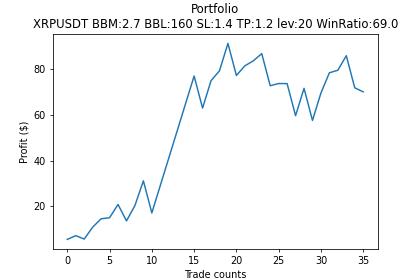 Portfolio
XRPUSDT BBM:2.7 BBL:160 SL:1.4 TP:1.2 lev:20 WinRatio:69.0
80
60
40
20
Profit ($)
0 5 10 15 20 25 30 35
Trade counts